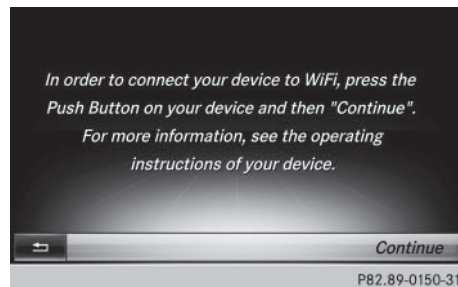 In order to connect your device to WiFi, press the
Push Button on your device and then "Continue".
For more information, see the operating
instructions of your device.
Continue
P82.89-0150-31